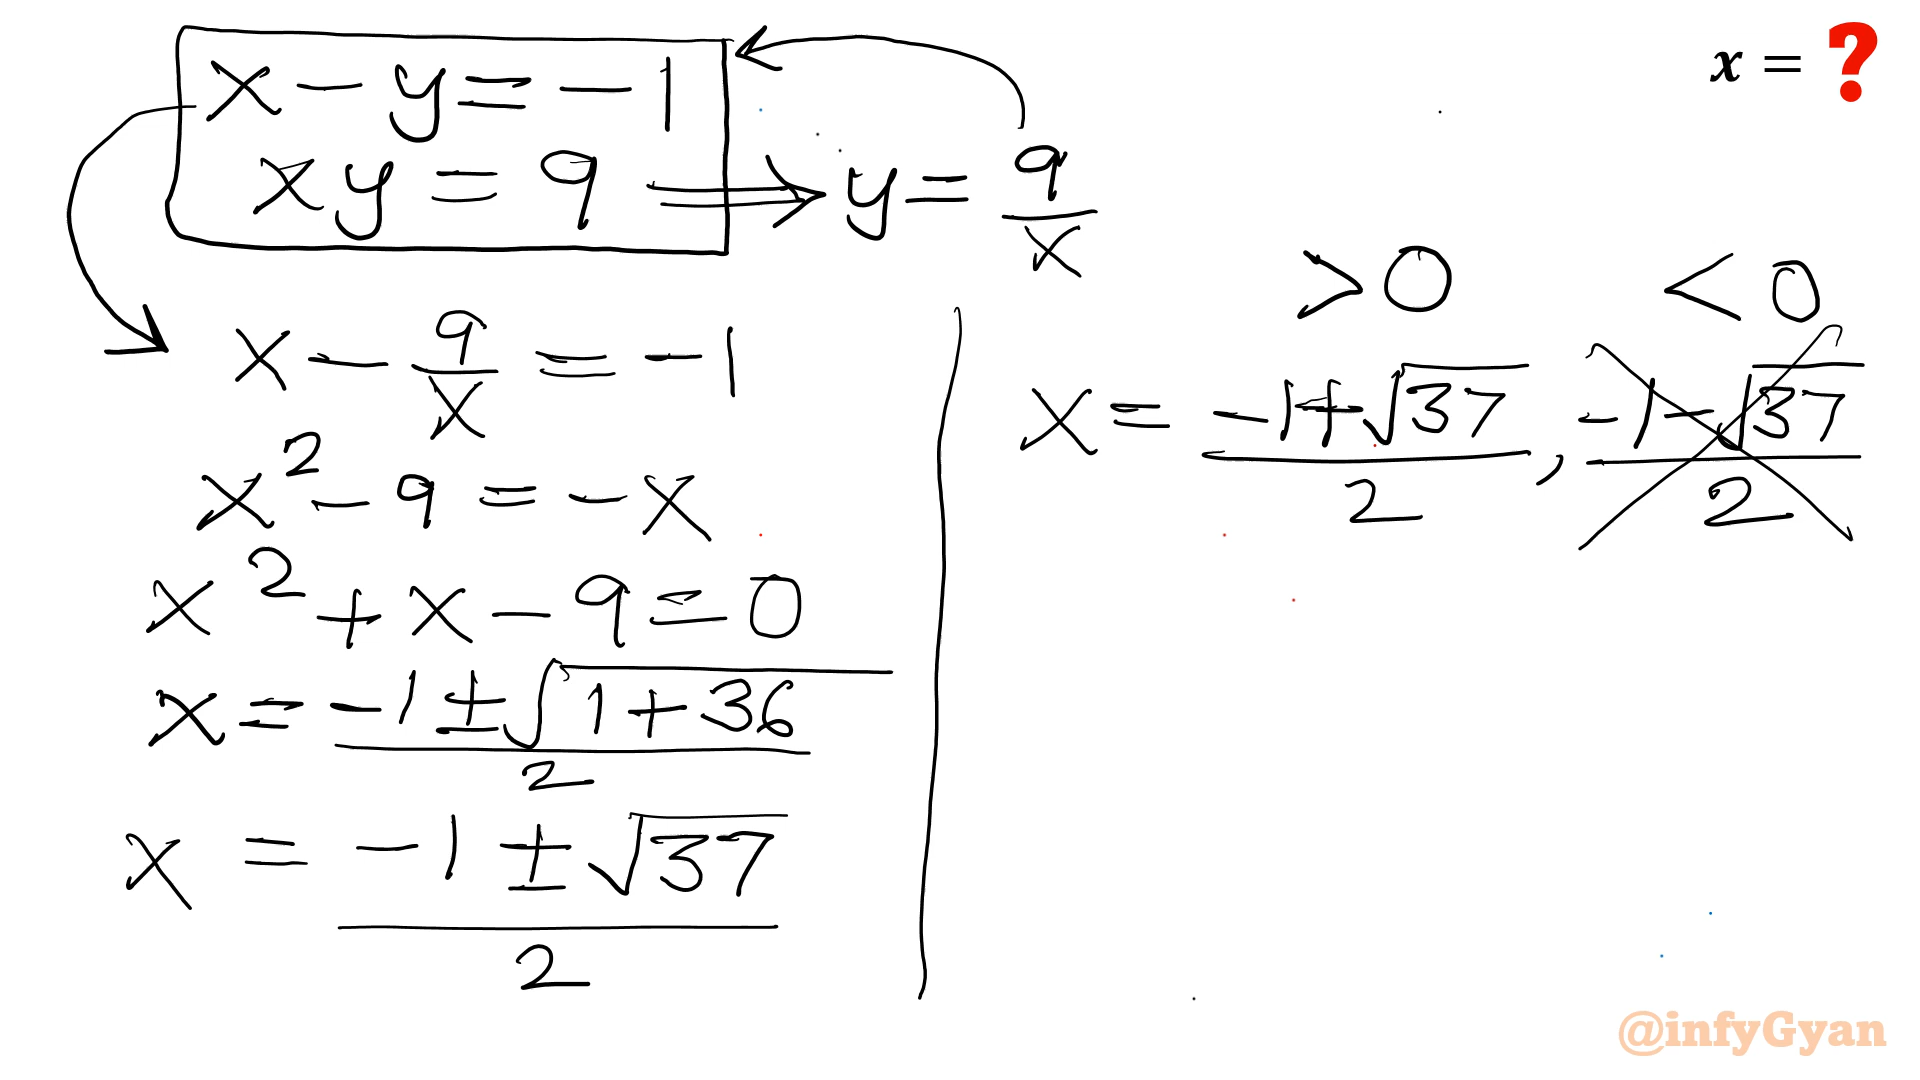 x - y = -1
xy = 9 ⟹ y = 9/x
x - 9/x = -1
x² - 9 = -x
x² + x - 9 = 0
x = (-1 ± √(1+36))/2
x = (-1 ± √37)/2
x = ?
>0 <0
x = (-1+√37)/2, (-1-√37)/2
@infyGyan